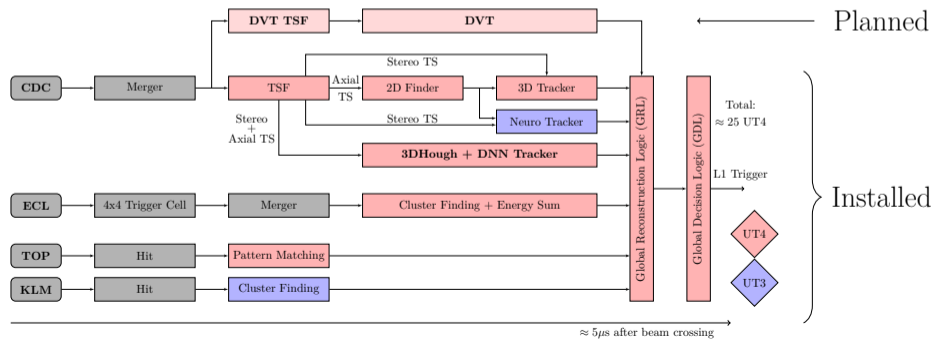 DVT TSF
DVT
Planned
Stereo TS
CDC
Merger
TSF
Axial
TS
2D Finder
3D Tracker
Total:
≈ 25 UT4
Stereo
+
Axial TS
Stereo TS
Neuro Tracker
3DHough + DNN Tracker
Global Reconstruction Logic (GRL)
Global Decision Logic (GDL)
L1 Trigger
Installed
ECL
4x4 Trigger Cell
Merger
Cluster Finding + Energy Sum
UT4
TOP
Hit
Pattern Matching
KLM
Hit
Cluster Finding
UT3
≈ 5μs after beam crossing